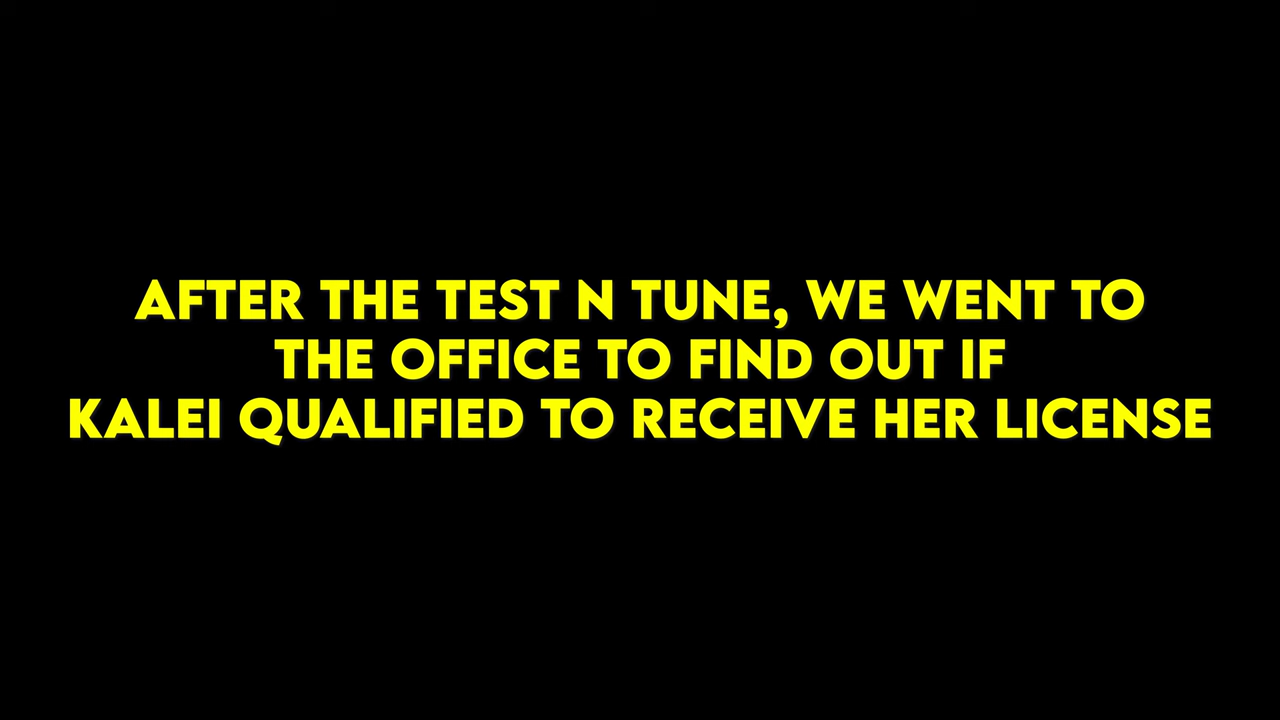 AFTER THE TEST N TUNE, WE WENT TO
THE OFFICE TO FIND OUT IF
KALEI QUALIFIED TO RECEIVE HER LICENSE